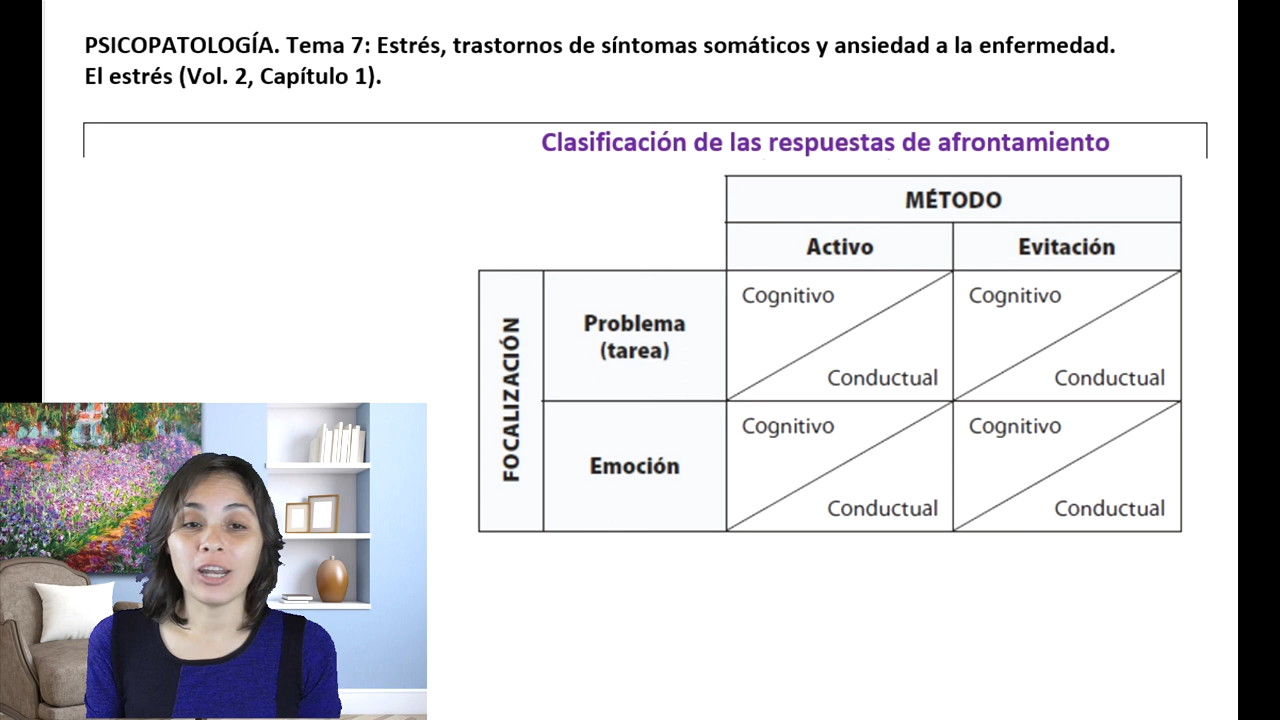 PSICOPATOLOGÍA. Tema 7: Estrés, trastornos de síntomas somáticos y ansiedad a la enfermedad.
El estrés (Vol. 2, Capítulo 1).
Clasificación de las respuestas de afrontamiento
MÉTODO
Activo
Evitación
FOCALIZACIÓN
Problema
(tarea)
Cognitivo
Conductual
Cognitivo
Conductual
Emoción
Cognitivo
Conductual
Cognitivo
Conductual